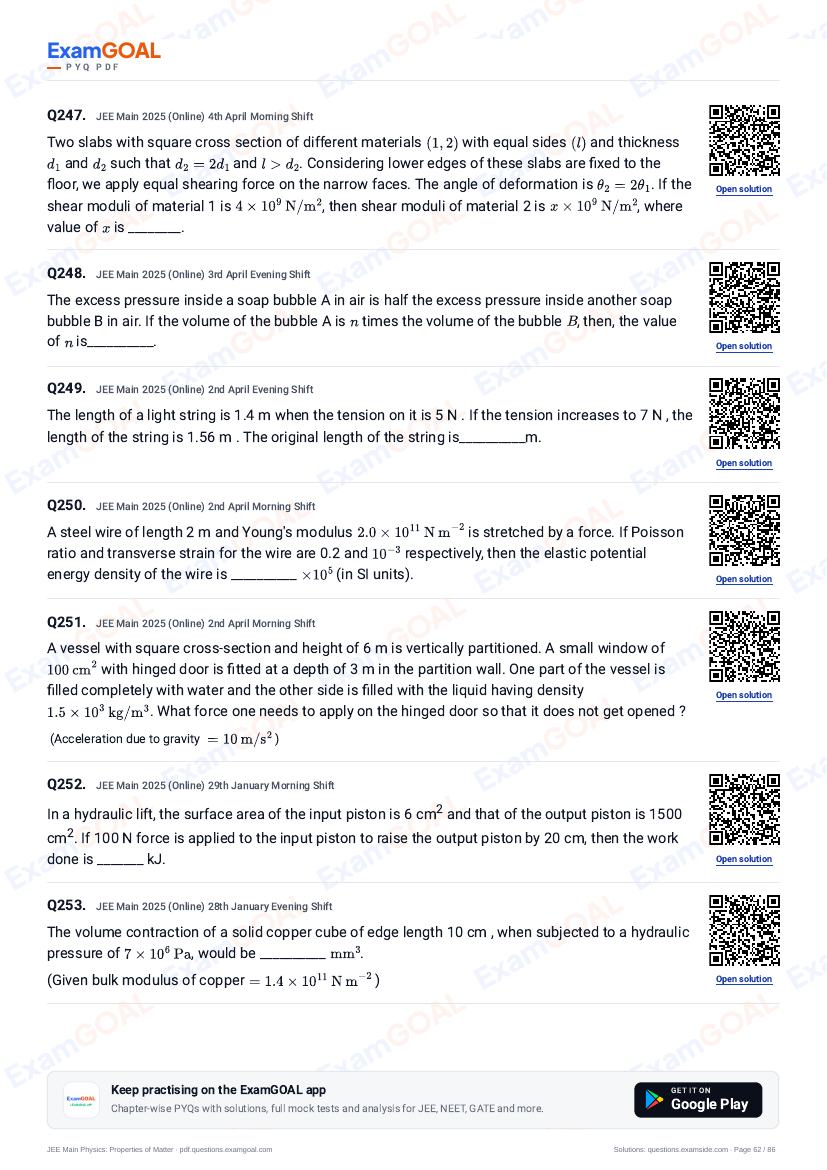 ExamGOAL
PYQ PDF
Q247. JEE Main 2025 (Online) 4th April Morning Shift
Two slabs with square cross section of different materials (1, 2) with equal sides (l) and thickness
d₁ and d₂ such that d₂ = 2d₁ and l > d₂. Considering lower edges of these slabs are fixed to the
floor, we apply equal shearing force on the narrow faces. The angle of deformation is θ₂ = 2θ₁. If the
shear moduli of material 1 is 4 × 10⁹ N/m², then shear moduli of material 2 is x × 10⁹ N/m², where
value of x is ________.
Open solution
Q248. JEE Main 2025 (Online) 3rd April Evening Shift
The excess pressure inside a soap bubble A in air is half the excess pressure inside another soap
bubble B in air. If the volume of the bubble A is n times the volume of the bubble B, then, the value
of n is__________.
Open solution
Q249. JEE Main 2025 (Online) 2nd April Evening Shift
The length of a light string is 1.4 m when the tension on it is 5 N . If the tension increases to 7 N , the
length of the string is 1.56 m . The original length of the string is__________m.
Open solution
Q250. JEE Main 2025 (Online) 2nd April Morning Shift
A steel wire of length 2 m and Young's modulus 2.0 × 10¹¹ N m⁻² is stretched by a force. If Poisson
ratio and transverse strain for the wire are 0.2 and 10⁻³ respectively, then the elastic potential
energy density of the wire is __________ ×10⁵ (in SI units).
Open solution
Q251. JEE Main 2025 (Online) 2nd April Morning Shift
A vessel with square cross-section and height of 6 m is vertically partitioned. A small window of
100 cm² with hinged door is fitted at a depth of 3 m in the partition wall. One part of the vessel is
filled completely with water and the other side is filled with the liquid having density
1.5 × 10³ kg/m³. What force one needs to apply on the hinged door so that it does not get opened ?
(Acceleration due to gravity = 10 m/s² )
Open solution
Q252. JEE Main 2025 (Online) 29th January Morning Shift
In a hydraulic lift, the surface area of the input piston is 6 cm² and that of the output piston is 1500
cm². If 100 N force is applied to the input piston to raise the output piston by 20 cm, then the work
done is _______ kJ.
Open solution
Q253. JEE Main 2025 (Online) 28th January Evening Shift
The volume contraction of a solid copper cube of edge length 10 cm , when subjected to a hydraulic
pressure of 7 × 10⁶ Pa, would be __________ mm³.
(Given bulk modulus of copper = 1.4 × 10¹¹ N m⁻² )
Open solution
Keep practising on the ExamGOAL app
Chapter-wise PYQs with solutions, full mock tests and analysis for JEE, NEET, GATE and more.
GET IT ON
Google Play
JEE Main Physics: Properties of Matter · pdf.questions.examgoal.com
Solutions: questions.examside.com · Page 62 / 86